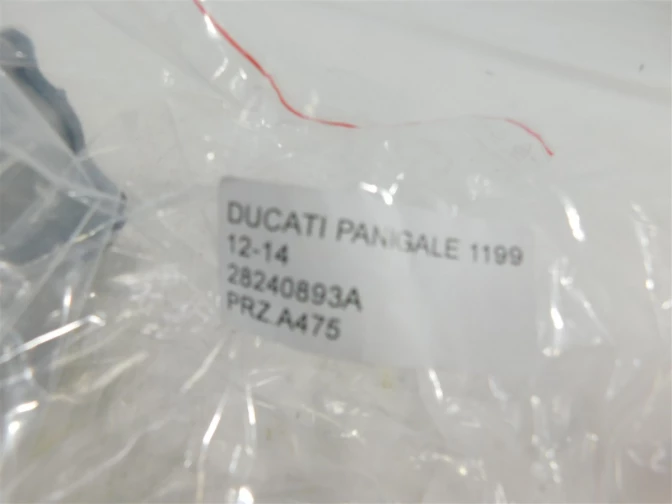 DUCATI PANIGALE 1199
12-14
28240893A
PRZ.A475